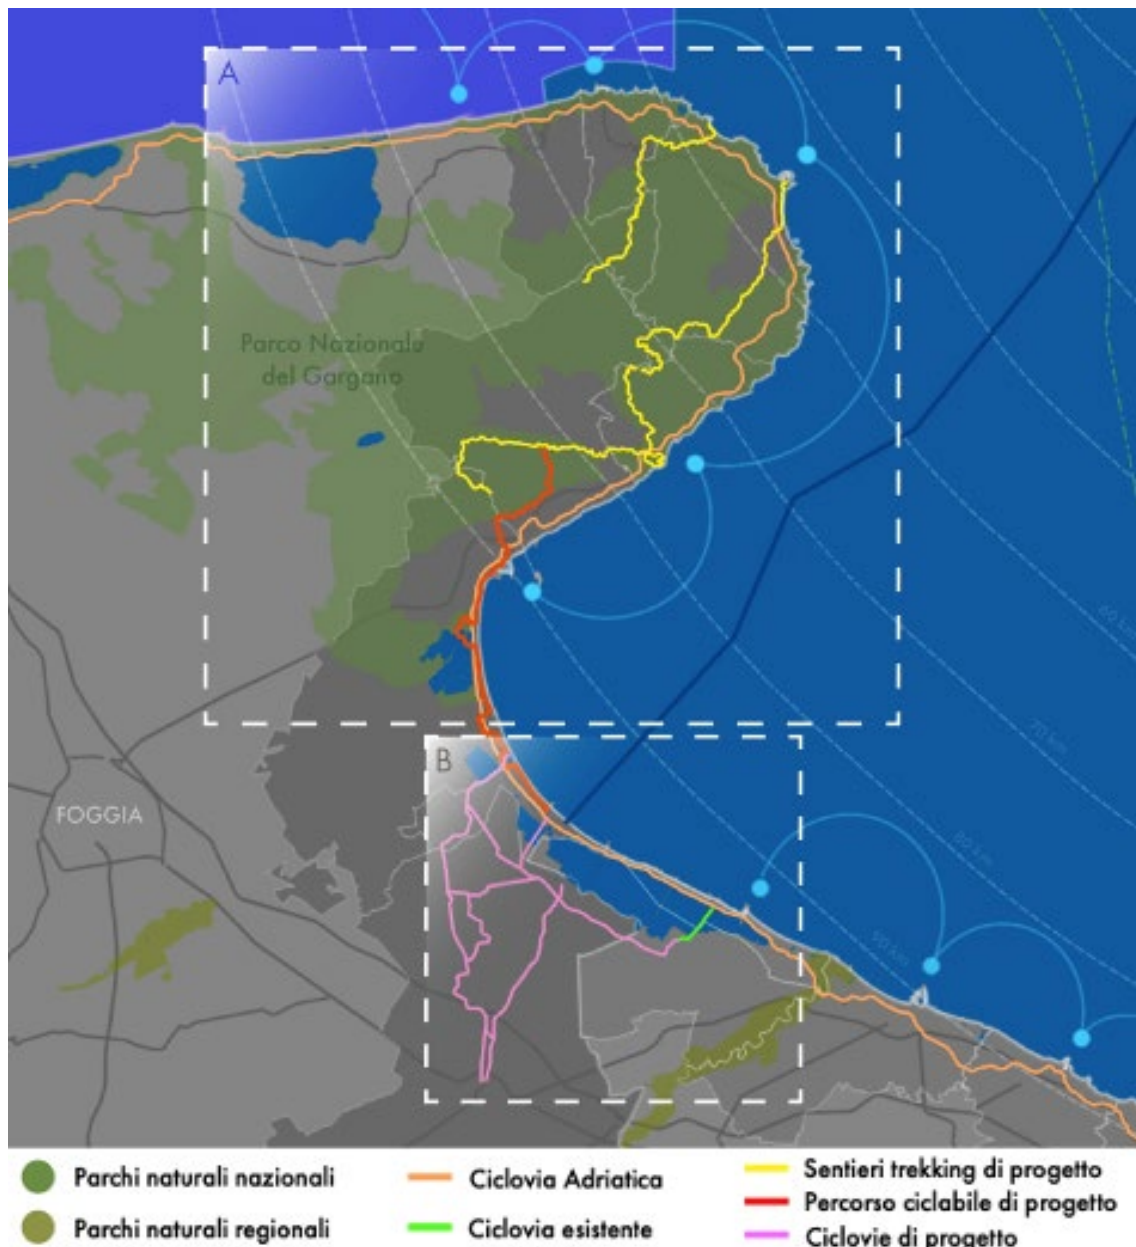 A
Parco Nazionale
del Gargano
60 km
70 km
B
FOGGIA
80 km
90 km
Parchi naturali nazionali
Ciclovia Adriatica
Sentieri trekking di progetto
Percorso ciclabile di progetto
Parchi naturali regionali
Ciclovia esistente
Ciclovie di progetto